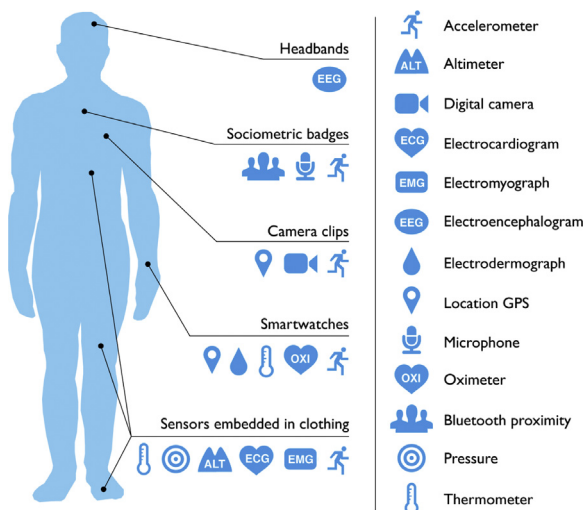 Headbands
EEG
Sociometric badges
Camera clips
Smartwatches
OXI
Sensors embedded in clothing
ALT
ECG
EMG
Accelerometer
ALT
Altimeter
Digital camera
ECG
Electrocardiogram
EMG
Electromyograph
EEG
Electroencephalogram
Electrodermograph
Location GPS
Microphone
OXI
Oximeter
Bluetooth proximity
Pressure
Thermometer